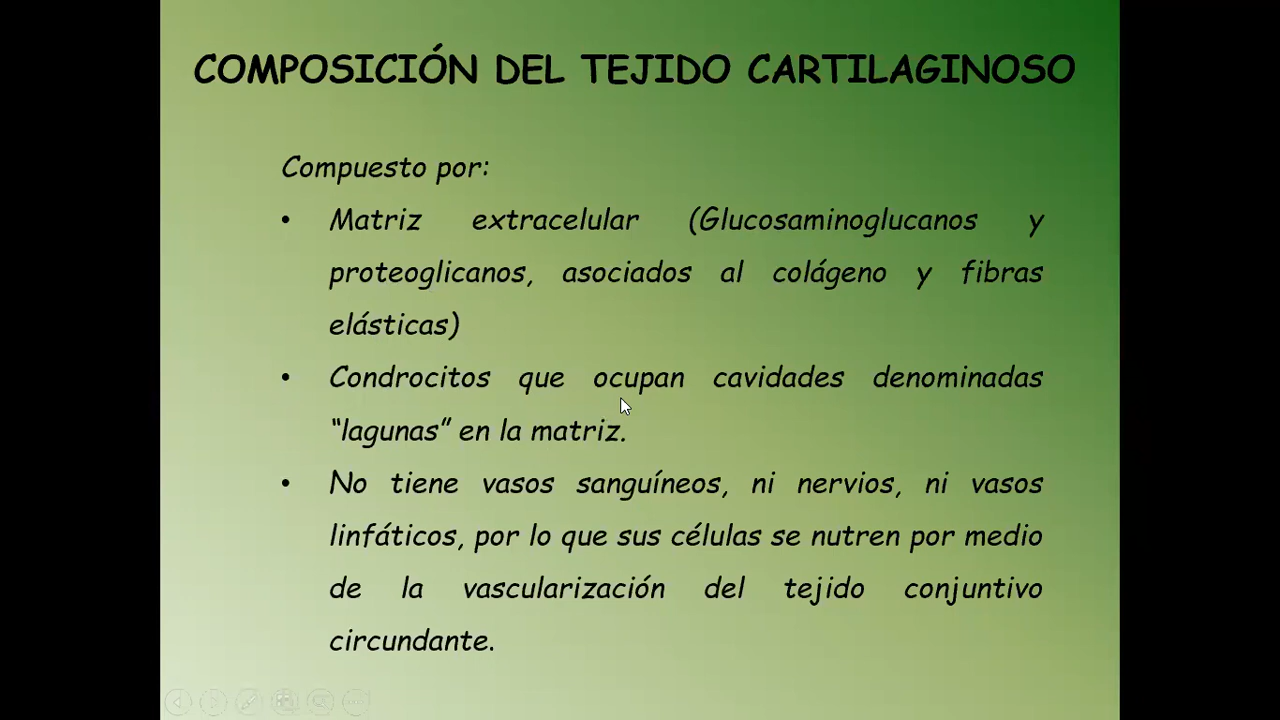 COMPOSICIÓN DEL TEJIDO CARTILAGINOSO
Compuesto por:
• Matriz extracelular (Glucosaminoglucanos y
proteoglicanos, asociados al colágeno y fibras
elásticas)
• Condrocitos que ocupan cavidades denominadas
“lagunas” en la matriz.
• No tiene vasos sanguíneos, ni nervios, ni vasos
linfáticos, por lo que sus células se nutren por medio
de la vascularización del tejido conjuntivo
circundante.